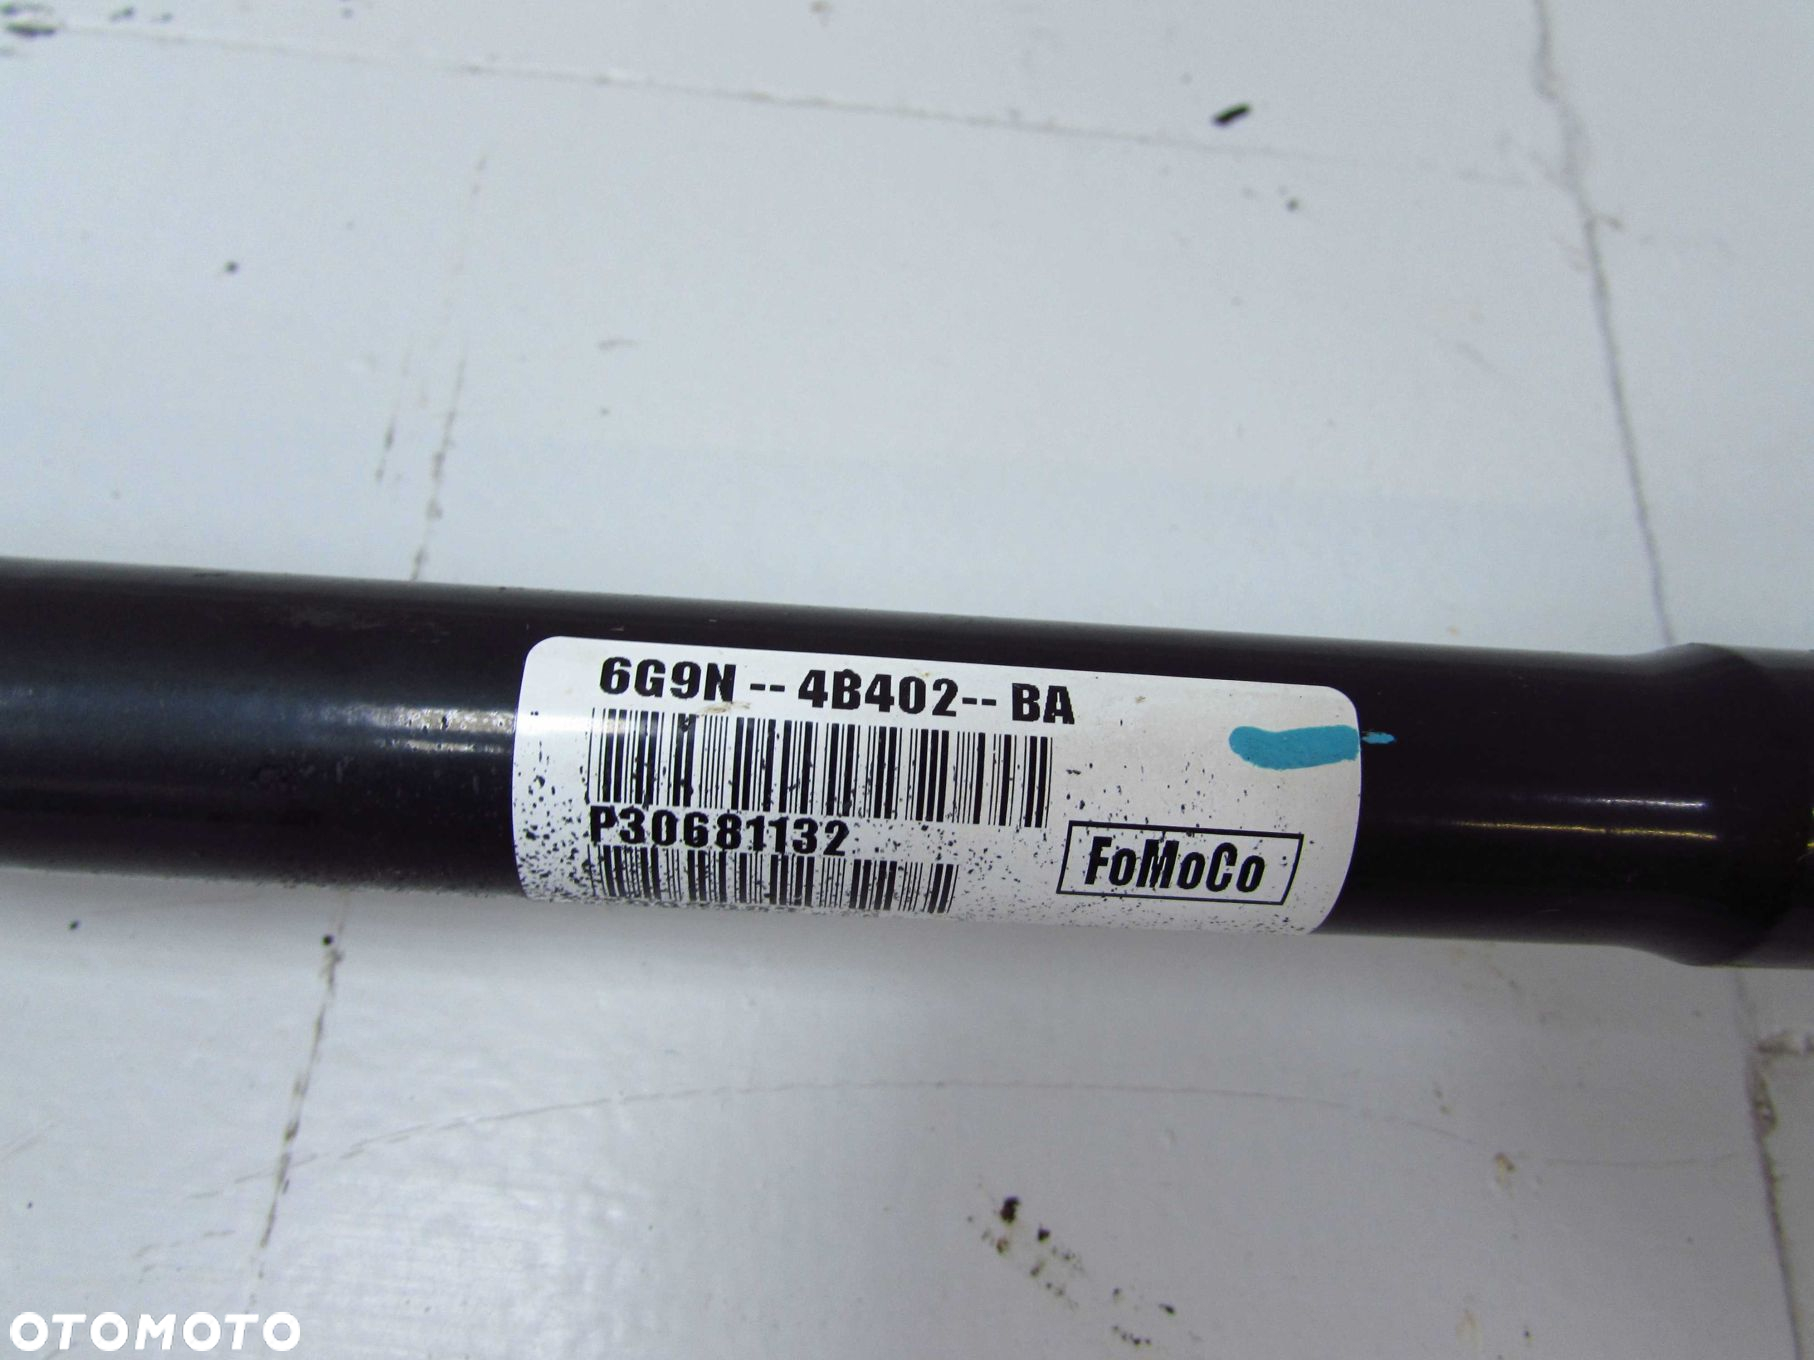 6G9N -- 4B402-- BA
P30681132
FoMoCo
OTOMOTO